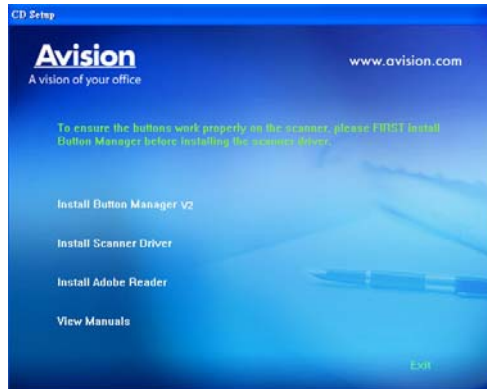 CD Setup
Avision
www.avision.com
A vision of your office
To ensure the buttons work properly on the scanner, please FIRST install
Button Manager before installing the scanner driver.
Install Button Manager V2
Install Scanner Driver
Install Adobe Reader
View Manuals
Exit